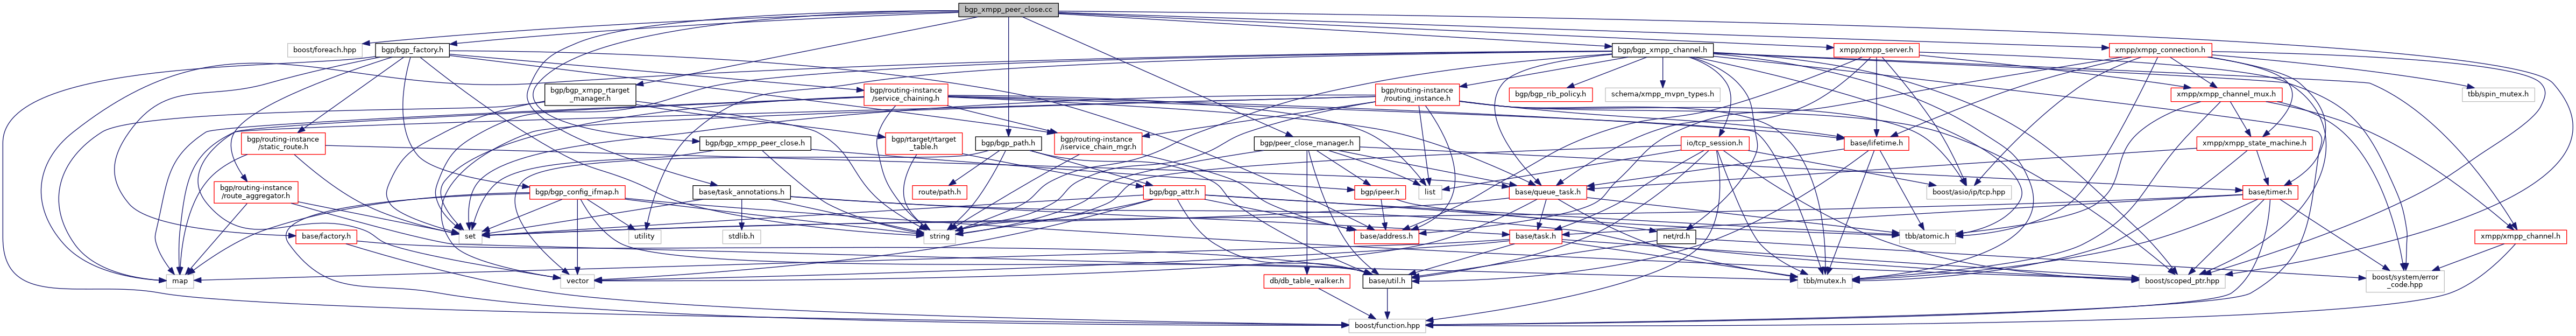 bgp_xmpp_peer_close.cc
boost/foreach.hpp
bgp/bgp_factory.h
bgp/bgp_xmpp_channel.h
xmpp/xmpp_server.h
xmpp/xmpp_connection.h
bgp/bgp_xmpp_rtarget
_manager.h
bgp/routing-instance
/service_chaining.h
bgp/routing-instance
/routing_instance.h
bgp/bgp_rib_policy.h
schema/xmpp_mvpn_types.h
xmpp/xmpp_channel_mux.h
tbb/spin_mutex.h
bgp/routing-instance
/static_route.h
bgp/bgp_xmpp_peer_close.h
bgp/rtarget/rtarget
_table.h
bgp/bgp_path.h
bgp/routing-instance
/iservice_chain_mgr.h
bgp/peer_close_manager.h
io/tcp_session.h
base/lifetime.h
xmpp/xmpp_state_machine.h
bgp/routing-instance
/route_aggregator.h
bgp/bgp_config_ifmap.h
base/task_annotations.h
route/path.h
bgp/bgp_attr.h
bgp/ipeer.h
list
base/queue_task.h
boost/asio/ip/tcp.hpp
base/timer.h
base/factory.h
set
utility
stdlib.h
string
base/address.h
base/task.h
net/rd.h
tbb/atomic.h
xmpp/xmpp_channel.h
map
vector
db/db_table_walker.h
base/util.h
tbb/mutex.h
boost/scoped_ptr.hpp
boost/system/error
_code.hpp
boost/function.hpp